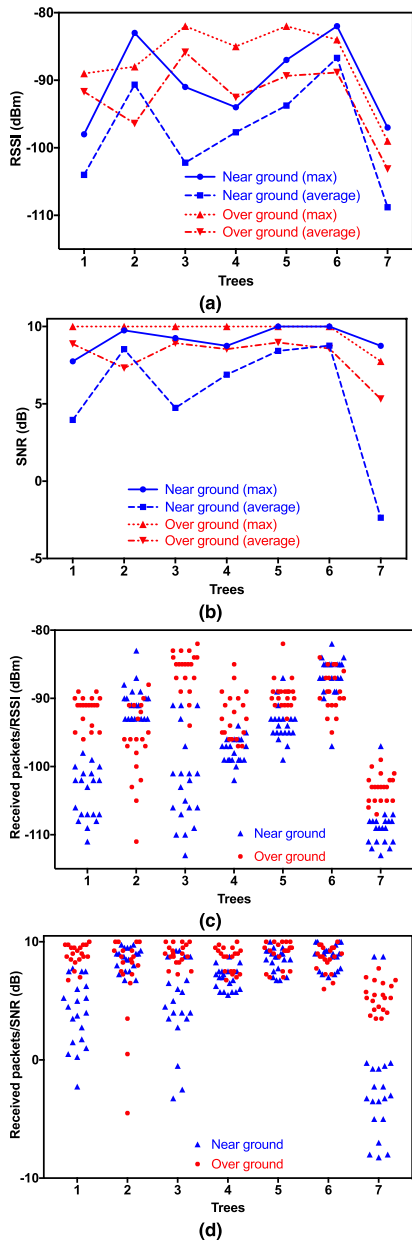 -80
-90
-100
-110
RSSI (dBm)
Near ground (max)
Near ground (average)
Over ground (max)
Over ground (average)
1 2 3 4 5 6 7
Trees
(a)
10
5
0
-5
SNR (dB)
Near ground (max)
Near ground (average)
Over ground (max)
Over ground (average)
1 2 3 4 5 6 7
Trees
(b)
-80
-90
-100
-110
Received packets/RSSI (dBm)
Near ground
Over ground
1 2 3 4 5 6 7
Trees
(c)
10
0
-10
Received packets/SNR (dB)
Near ground
Over ground
1 2 3 4 5 6 7
Trees
(d)